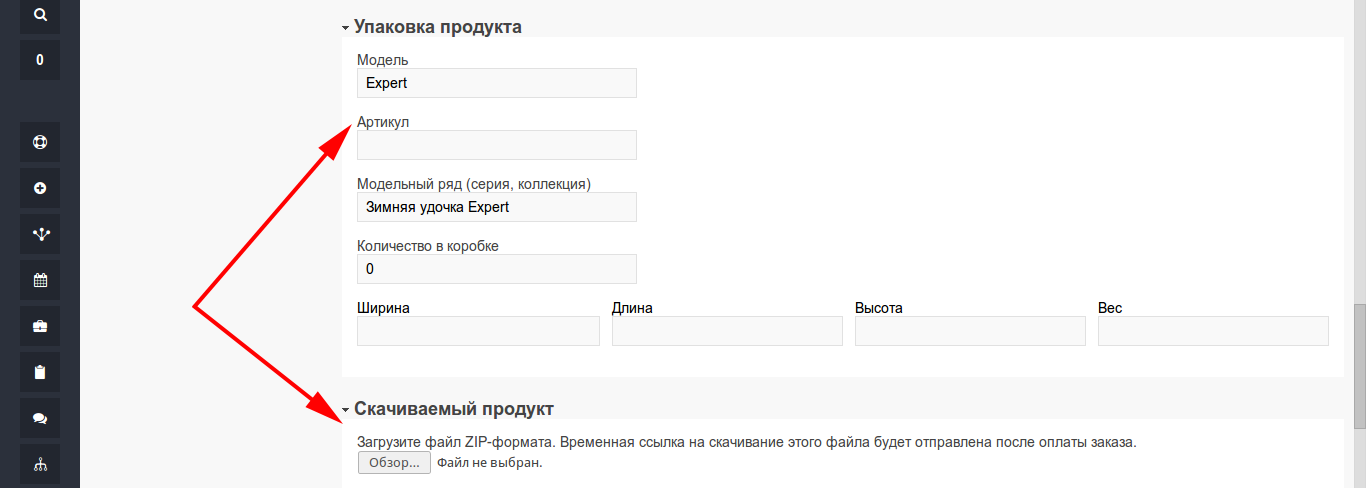 0
Упаковка продукта
Модель
Expert
Артикул
Модельный ряд (серия, коллекция)
Зимняя удочка Expert
Количество в коробке
0
Ширина Длина Высота Вес
Скачиваемый продукт
Загрузите файл ZIP-формата. Временная ссылка на скачивание этого файла будет отправлена после оплаты заказа.
Обзор... Файл не выбран.